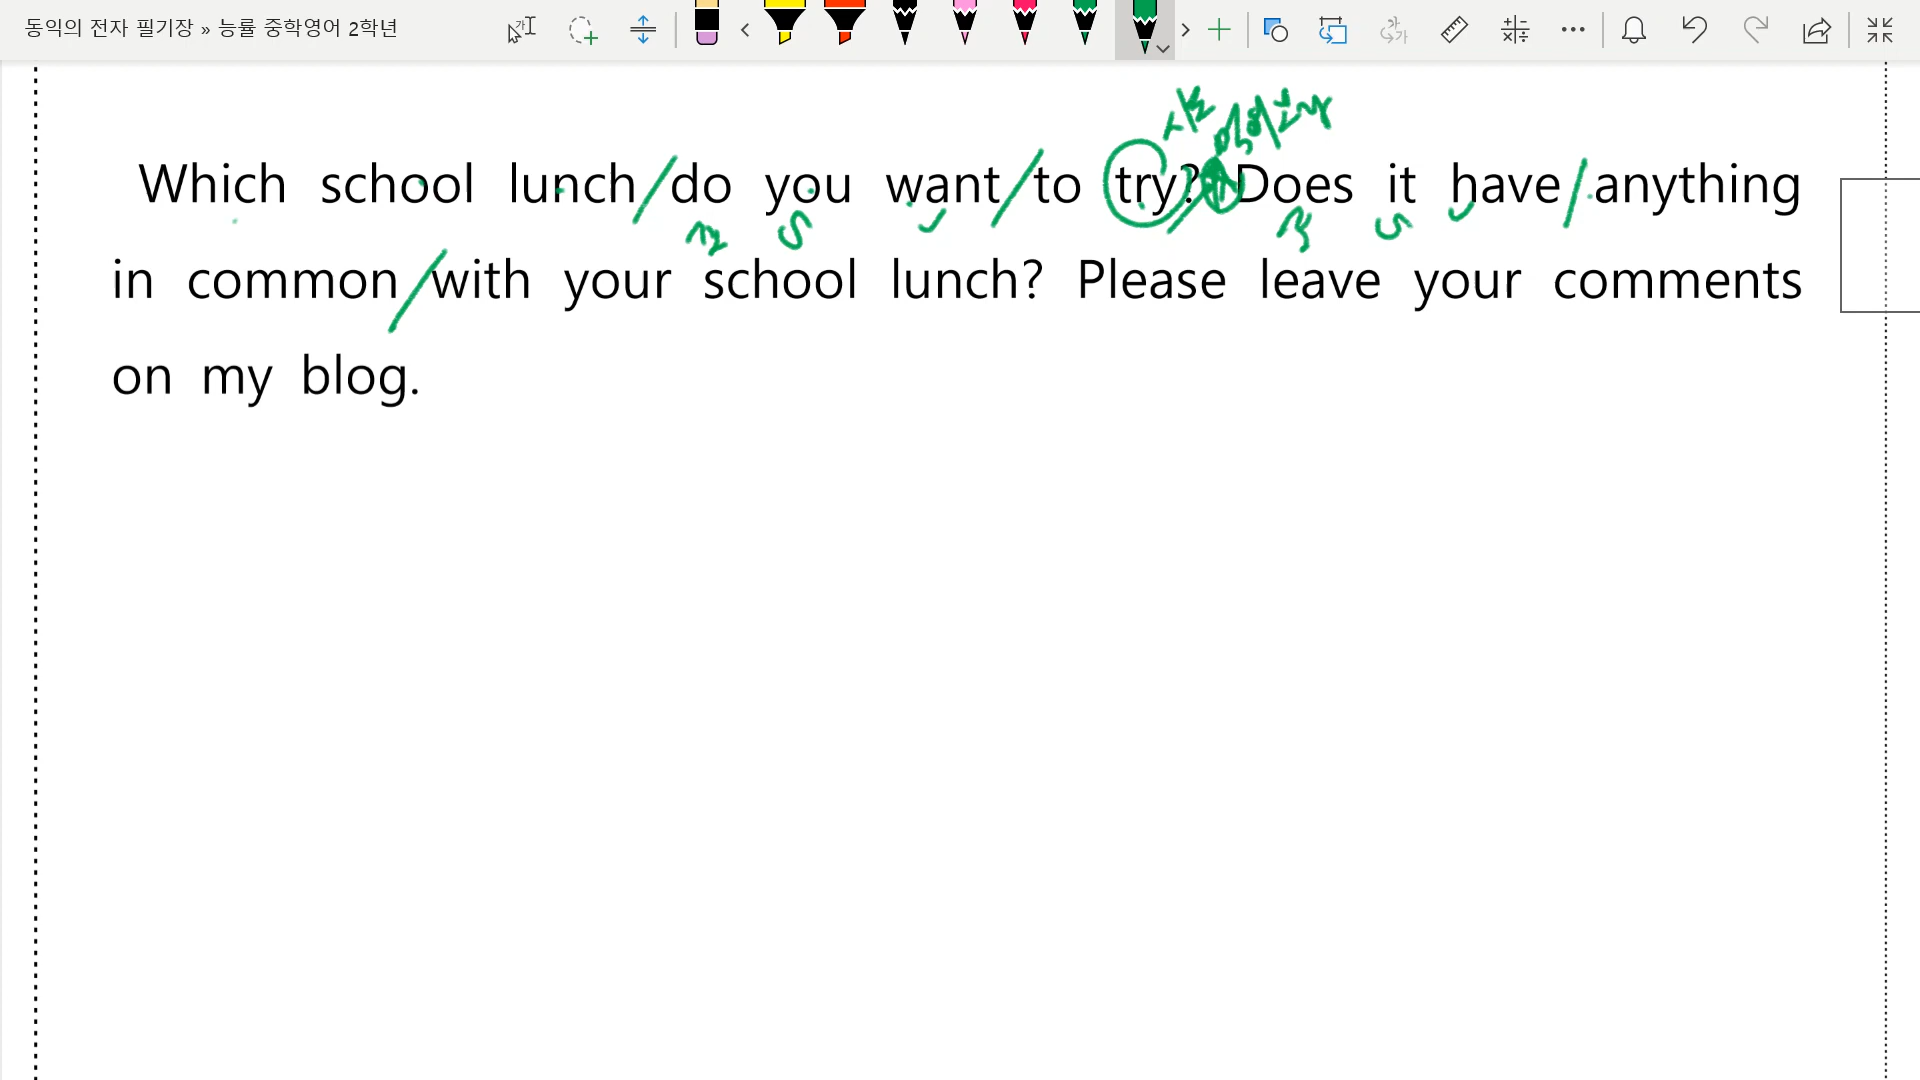 동익의 전자 필기장 » 능률 중학영어 2학년
Which school lunch do you want to try? Does it have anything
in common with your school lunch? Please leave your comments
on my blog.